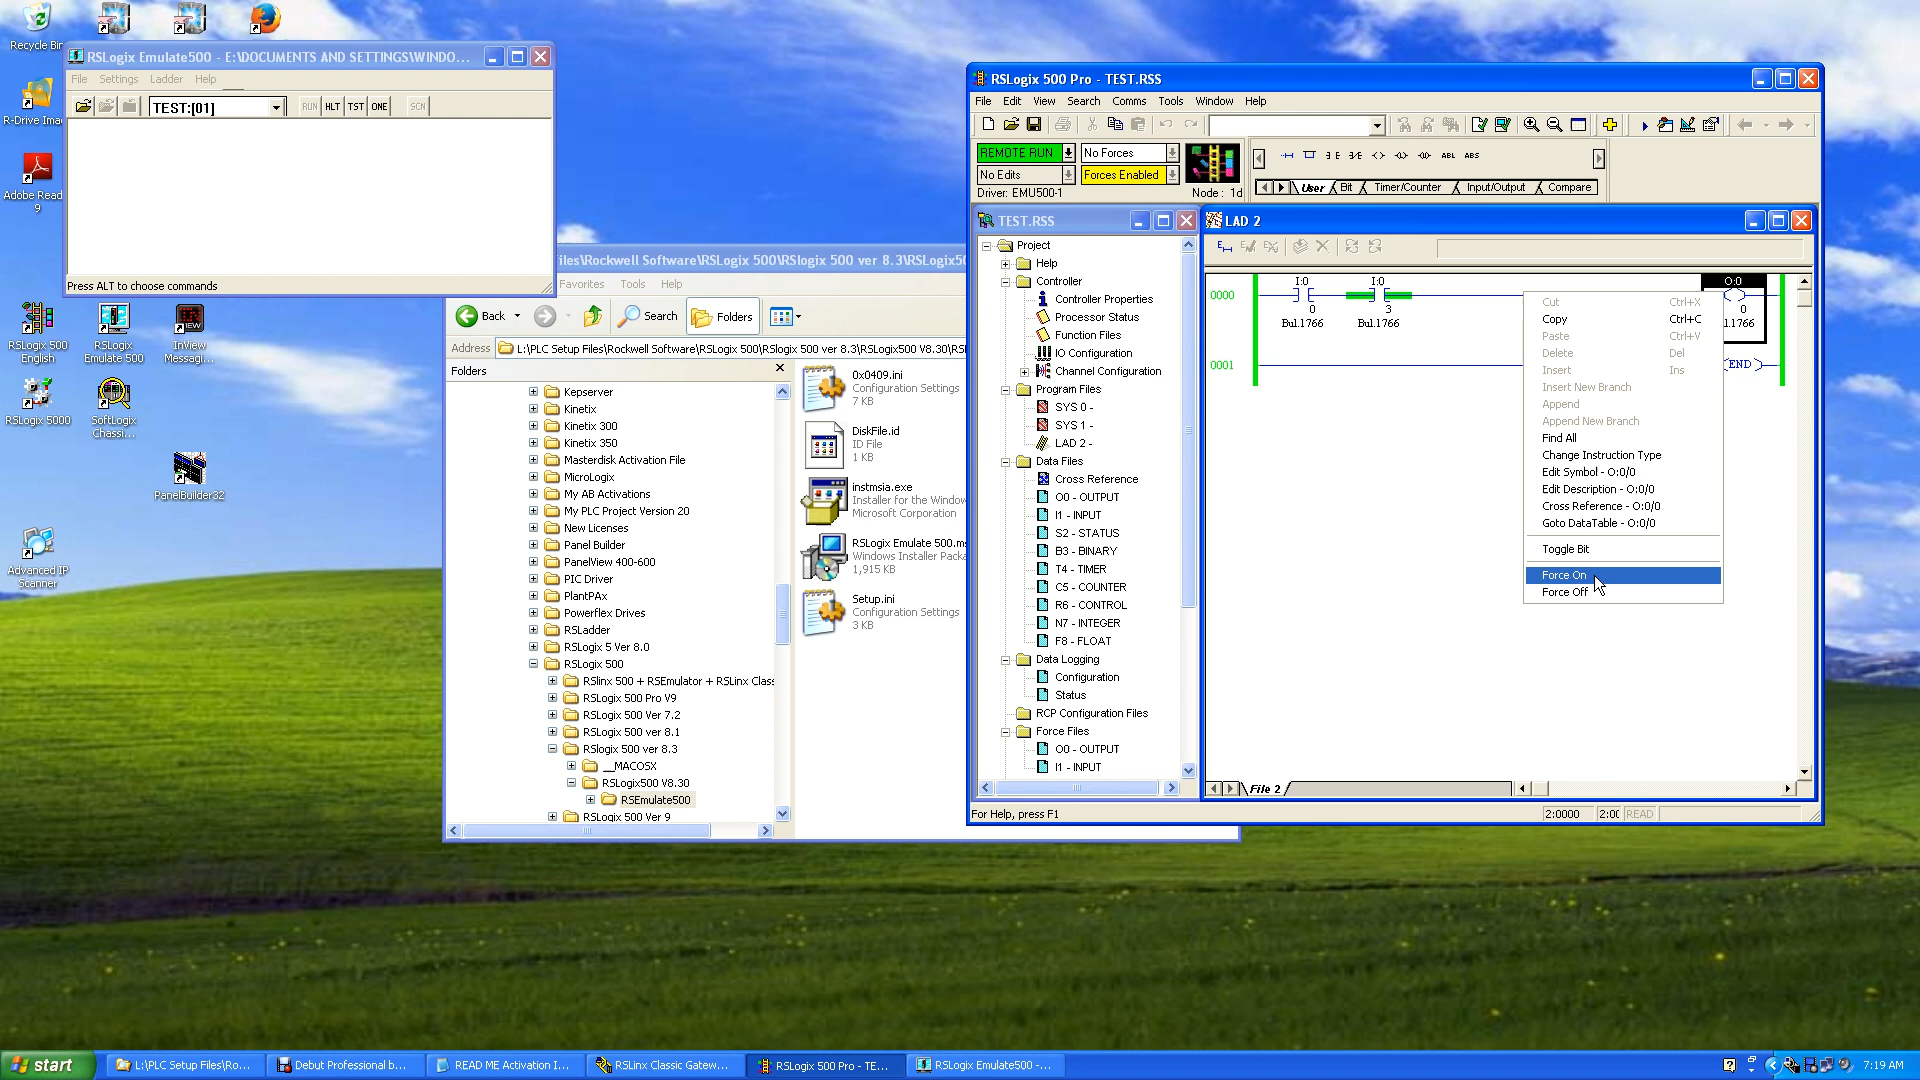 Recycle Bin
R-Drive Ima
Adobe Read
9
RSLogix 500
English
RSLogix
Emulate 500
InView
Messagi...
RSLogix 5000
SoftLogix
Chassi...
PanelBuilder32
Advanced IP
Scanner
RSLogix Emulate500 - E:\DOCUMENTS AND SETTINGS\WINDO...
File Settings Ladder Help
TEST:[01]
RUN HLT TST ONE SCN
Press ALT to choose commands
iles\Rockwell Software\RSLogix 500\RSlogix 500 ver 8.3\RSLogix50
Favorites Tools Help
Back Search Folders
Address L:\PLC Setup Files\Rockwell Software\RSLogix 500\RSlogix 500 ver 8.3\RSLogix500 V8.30\RS
Folders
Kepserver
Kinetix
Kinetix 300
Kinetix 350
Masterdisk Activation File
MicroLogix
My AB Activations
My PLC Project Version 20
New Licenses
Panel Builder
PanelView 400-600
PIC Driver
PlantPAx
Powerflex Drives
RSLadder
RSLogix 5 Ver 8.0
RSLogix 500
RSlinx 500 + RSEmulator + RSLinx Clas
RSLogix 500 Pro V9
RSLogix 500 Ver 7.2
RSLogix 500 ver 8.1
RSlogix 500 ver 8.3
__MACOSX
RSLogix500 V8.30
RSEmulate500
RSLogix 500 Ver 9
0x0409.ini
Configuration Settings
7 KB
DiskFile.id
ID File
1 KB
instmsia.exe
Installer for the Window
Microsoft Corporation
RSLogix Emulate 500.ms
Windows Installer Packa
1,915 KB
Setup.ini
Configuration Settings
3 KB
RSLogix 500 Pro - TEST.RSS
File Edit View Search Comms Tools Window Help
REMOTE RUN No Forces
No Edits Forces Enabled
Driver: EMU500-1 Node : 1d
ABL ABS
User Bit Timer/Counter Input/Output Compare
TEST.RSS
Project
Help
Controller
Controller Properties
Processor Status
Function Files
IO Configuration
Channel Configuration
Program Files
SYS 0 -
SYS 1 -
LAD 2 -
Data Files
Cross Reference
O0 - OUTPUT
I1 - INPUT
S2 - STATUS
B3 - BINARY
T4 - TIMER
C5 - COUNTER
R6 - CONTROL
N7 - INTEGER
F8 - FLOAT
Data Logging
Configuration
Status
RCP Configuration Files
Force Files
O0 - OUTPUT
I1 - INPUT
LAD 2
I:0 I:0 O:0
0000
0 3 0
Bul.1766 Bul.1766 l.1766
0001 END
Cut Ctrl+X
Copy Ctrl+C
Paste Ctrl+V
Delete Del
Insert Ins
Insert New Branch
Append
Append New Branch
Find All
Change Instruction Type
Edit Symbol - O:0/0
Edit Description - O:0/0
Cross Reference - O:0/0
Goto DataTable - O:0/0
Toggle Bit
Force On
Force Off
File 2
For Help, press F1 2:0000 2:00 READ
start L:\PLC Setup Files\Ro... Debut Professional b... READ ME Activation I... RSLinx Classic Gatew... RSLogix 500 Pro - TE... RSLogix Emulate500 -... 7:19 AM